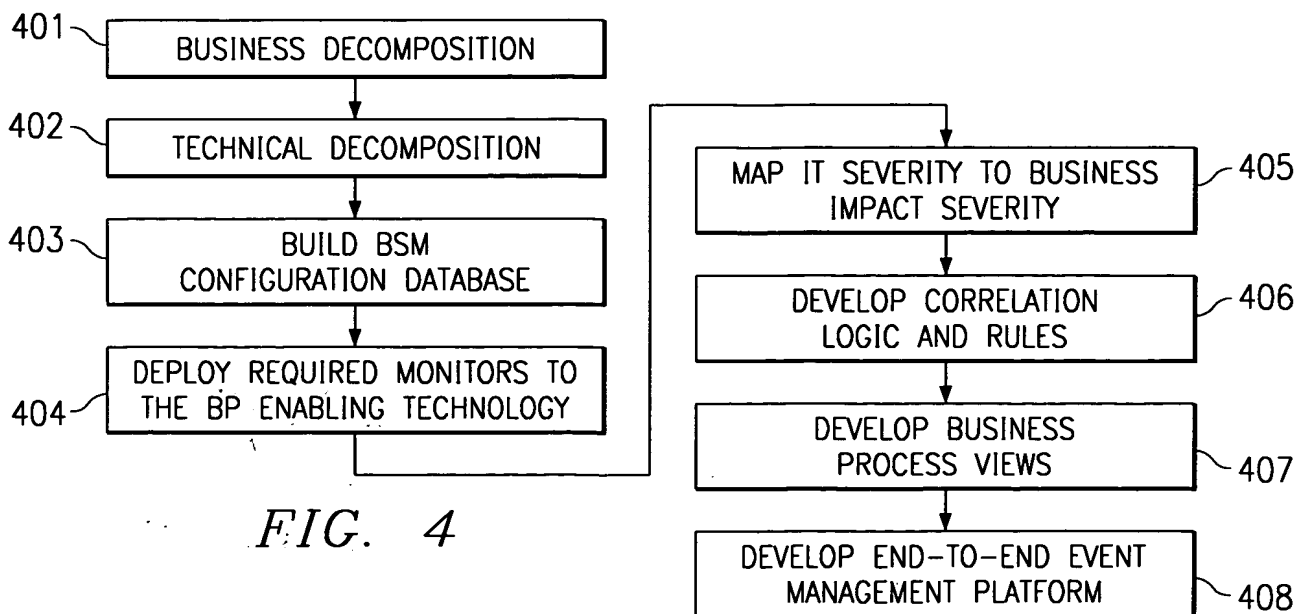 401
BUSINESS DECOMPOSITION
402
TECHNICAL DECOMPOSITION
403
BUILD BSM
CONFIGURATION DATABASE
404
DEPLOY REQUIRED MONITORS TO
THE BP ENABLING TECHNOLOGY
MAP IT SEVERITY TO BUSINESS
IMPACT SEVERITY
405
DEVELOP CORRELATION
LOGIC AND RULES
406
DEVELOP BUSINESS
PROCESS VIEWS
407
DEVELOP END-TO-END EVENT
MANAGEMENT PLATFORM
408
FIG. 4